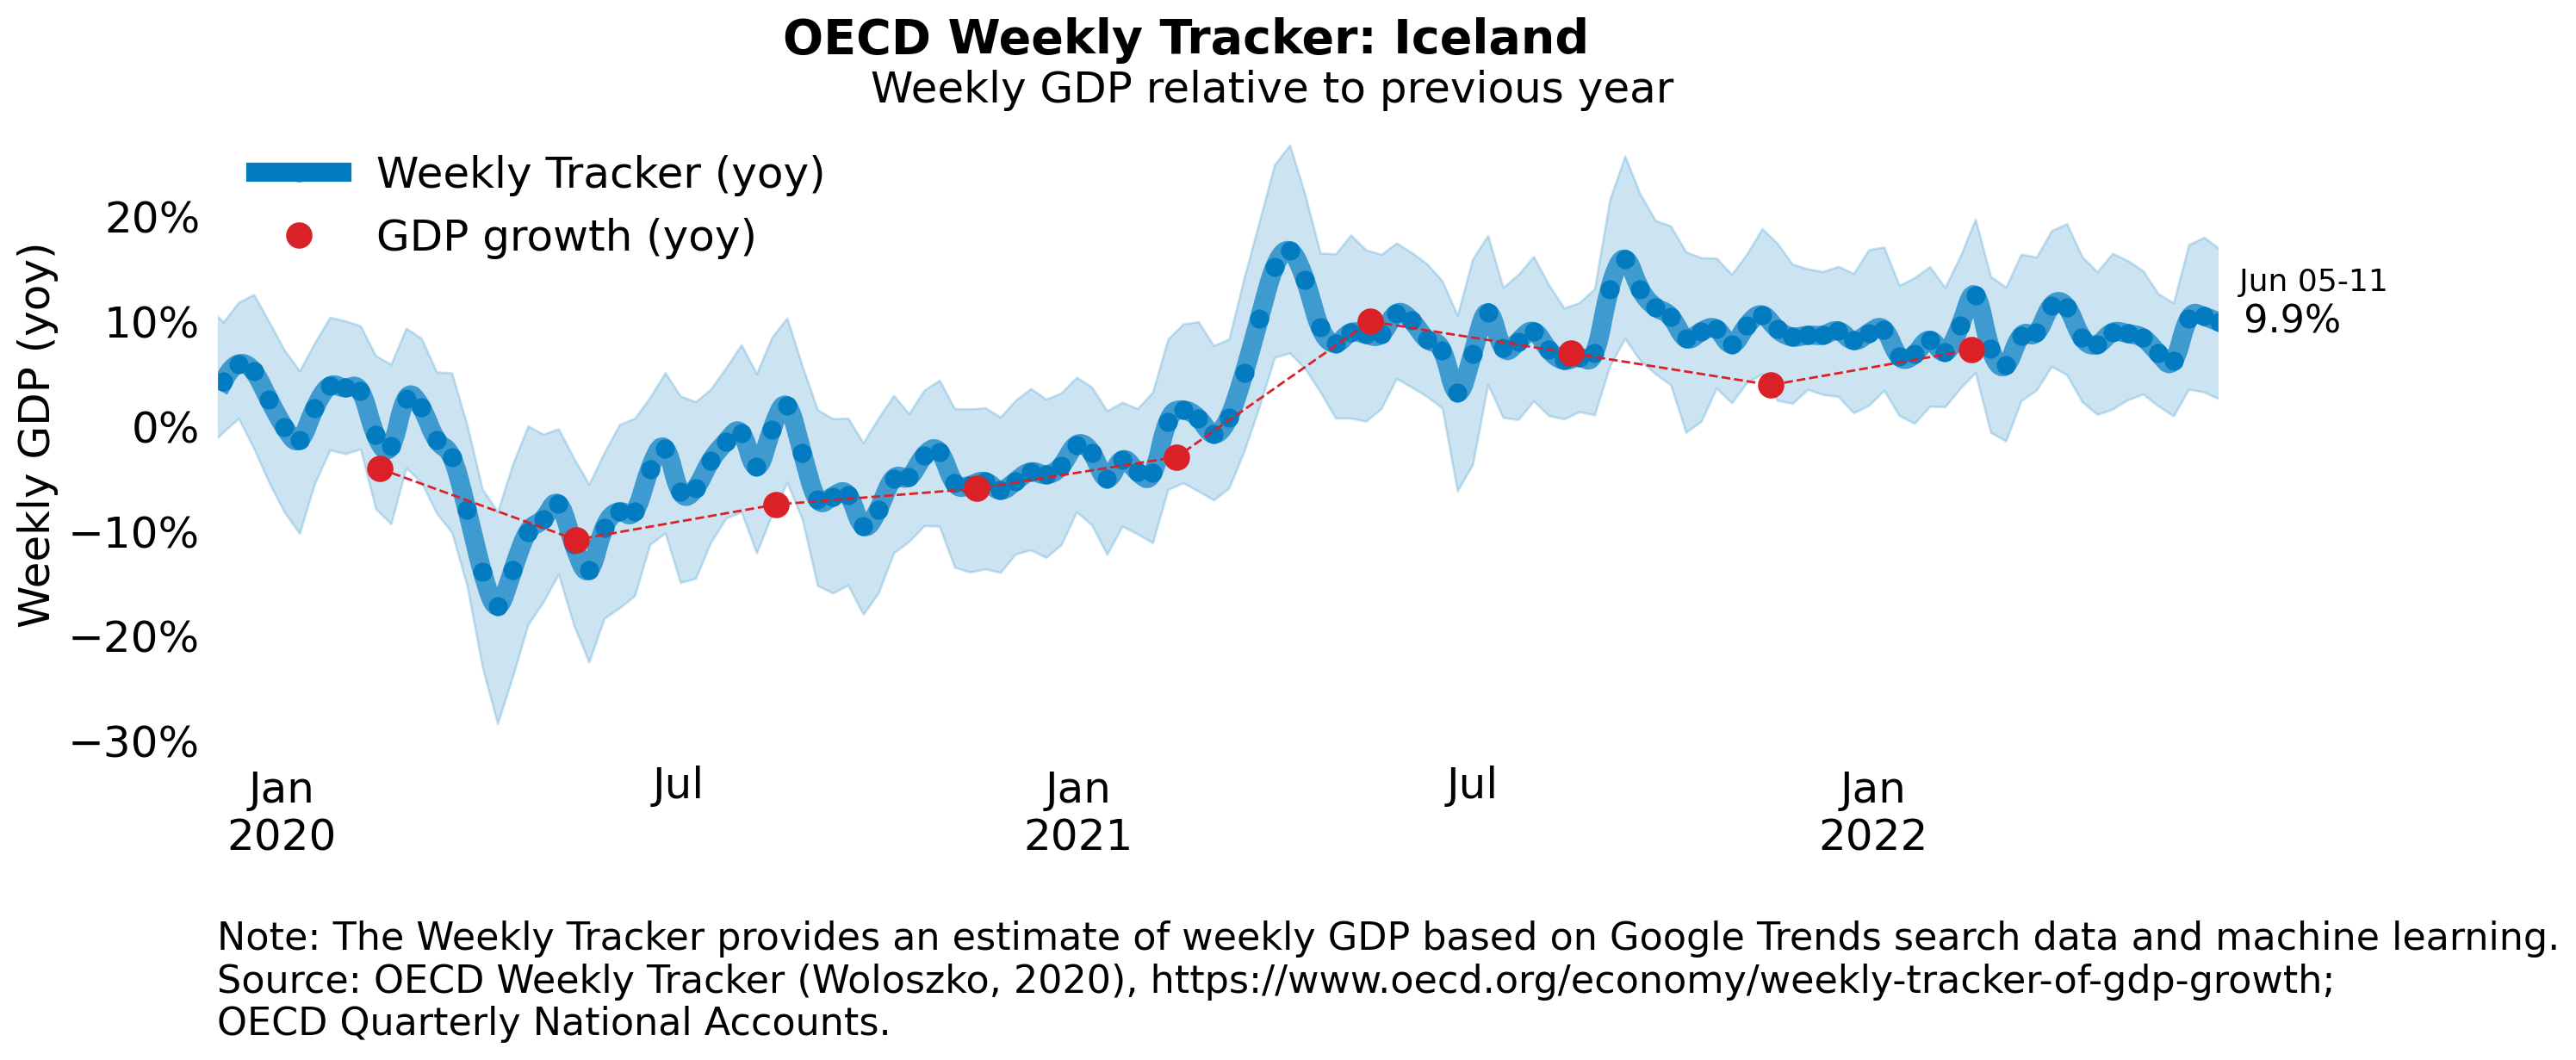 OECD Weekly Tracker: Iceland
Weekly GDP relative to previous year
Weekly Tracker (yoy)
GDP growth (yoy)
Weekly GDP (yoy)
20%
10%
0%
−10%
−20%
−30%
Jun 05-11
9.9%
Jan
2020
Jul
Jan
2021
Jul
Jan
2022
Note: The Weekly Tracker provides an estimate of weekly GDP based on Google Trends search data and machine learning.
Source: OECD Weekly Tracker (Woloszko, 2020), https://www.oecd.org/economy/weekly-tracker-of-gdp-growth;
OECD Quarterly National Accounts.